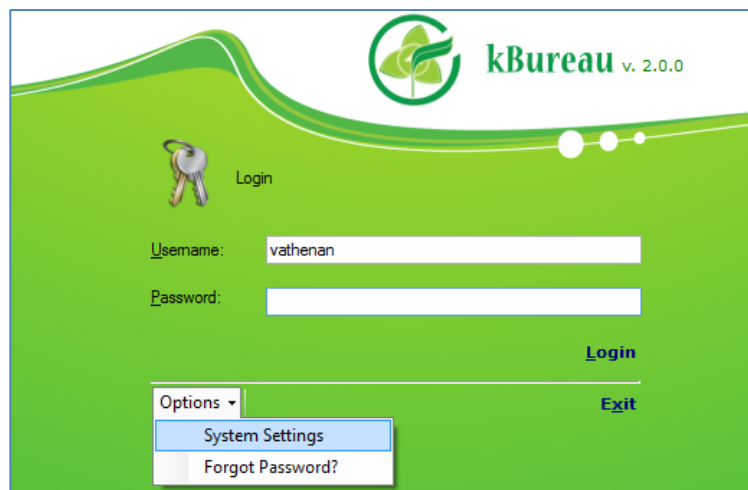 kBureau v. 2.0.0
Login
Username: vathenan
Password:
Login
Options
Exit
System Settings
Forgot Password?